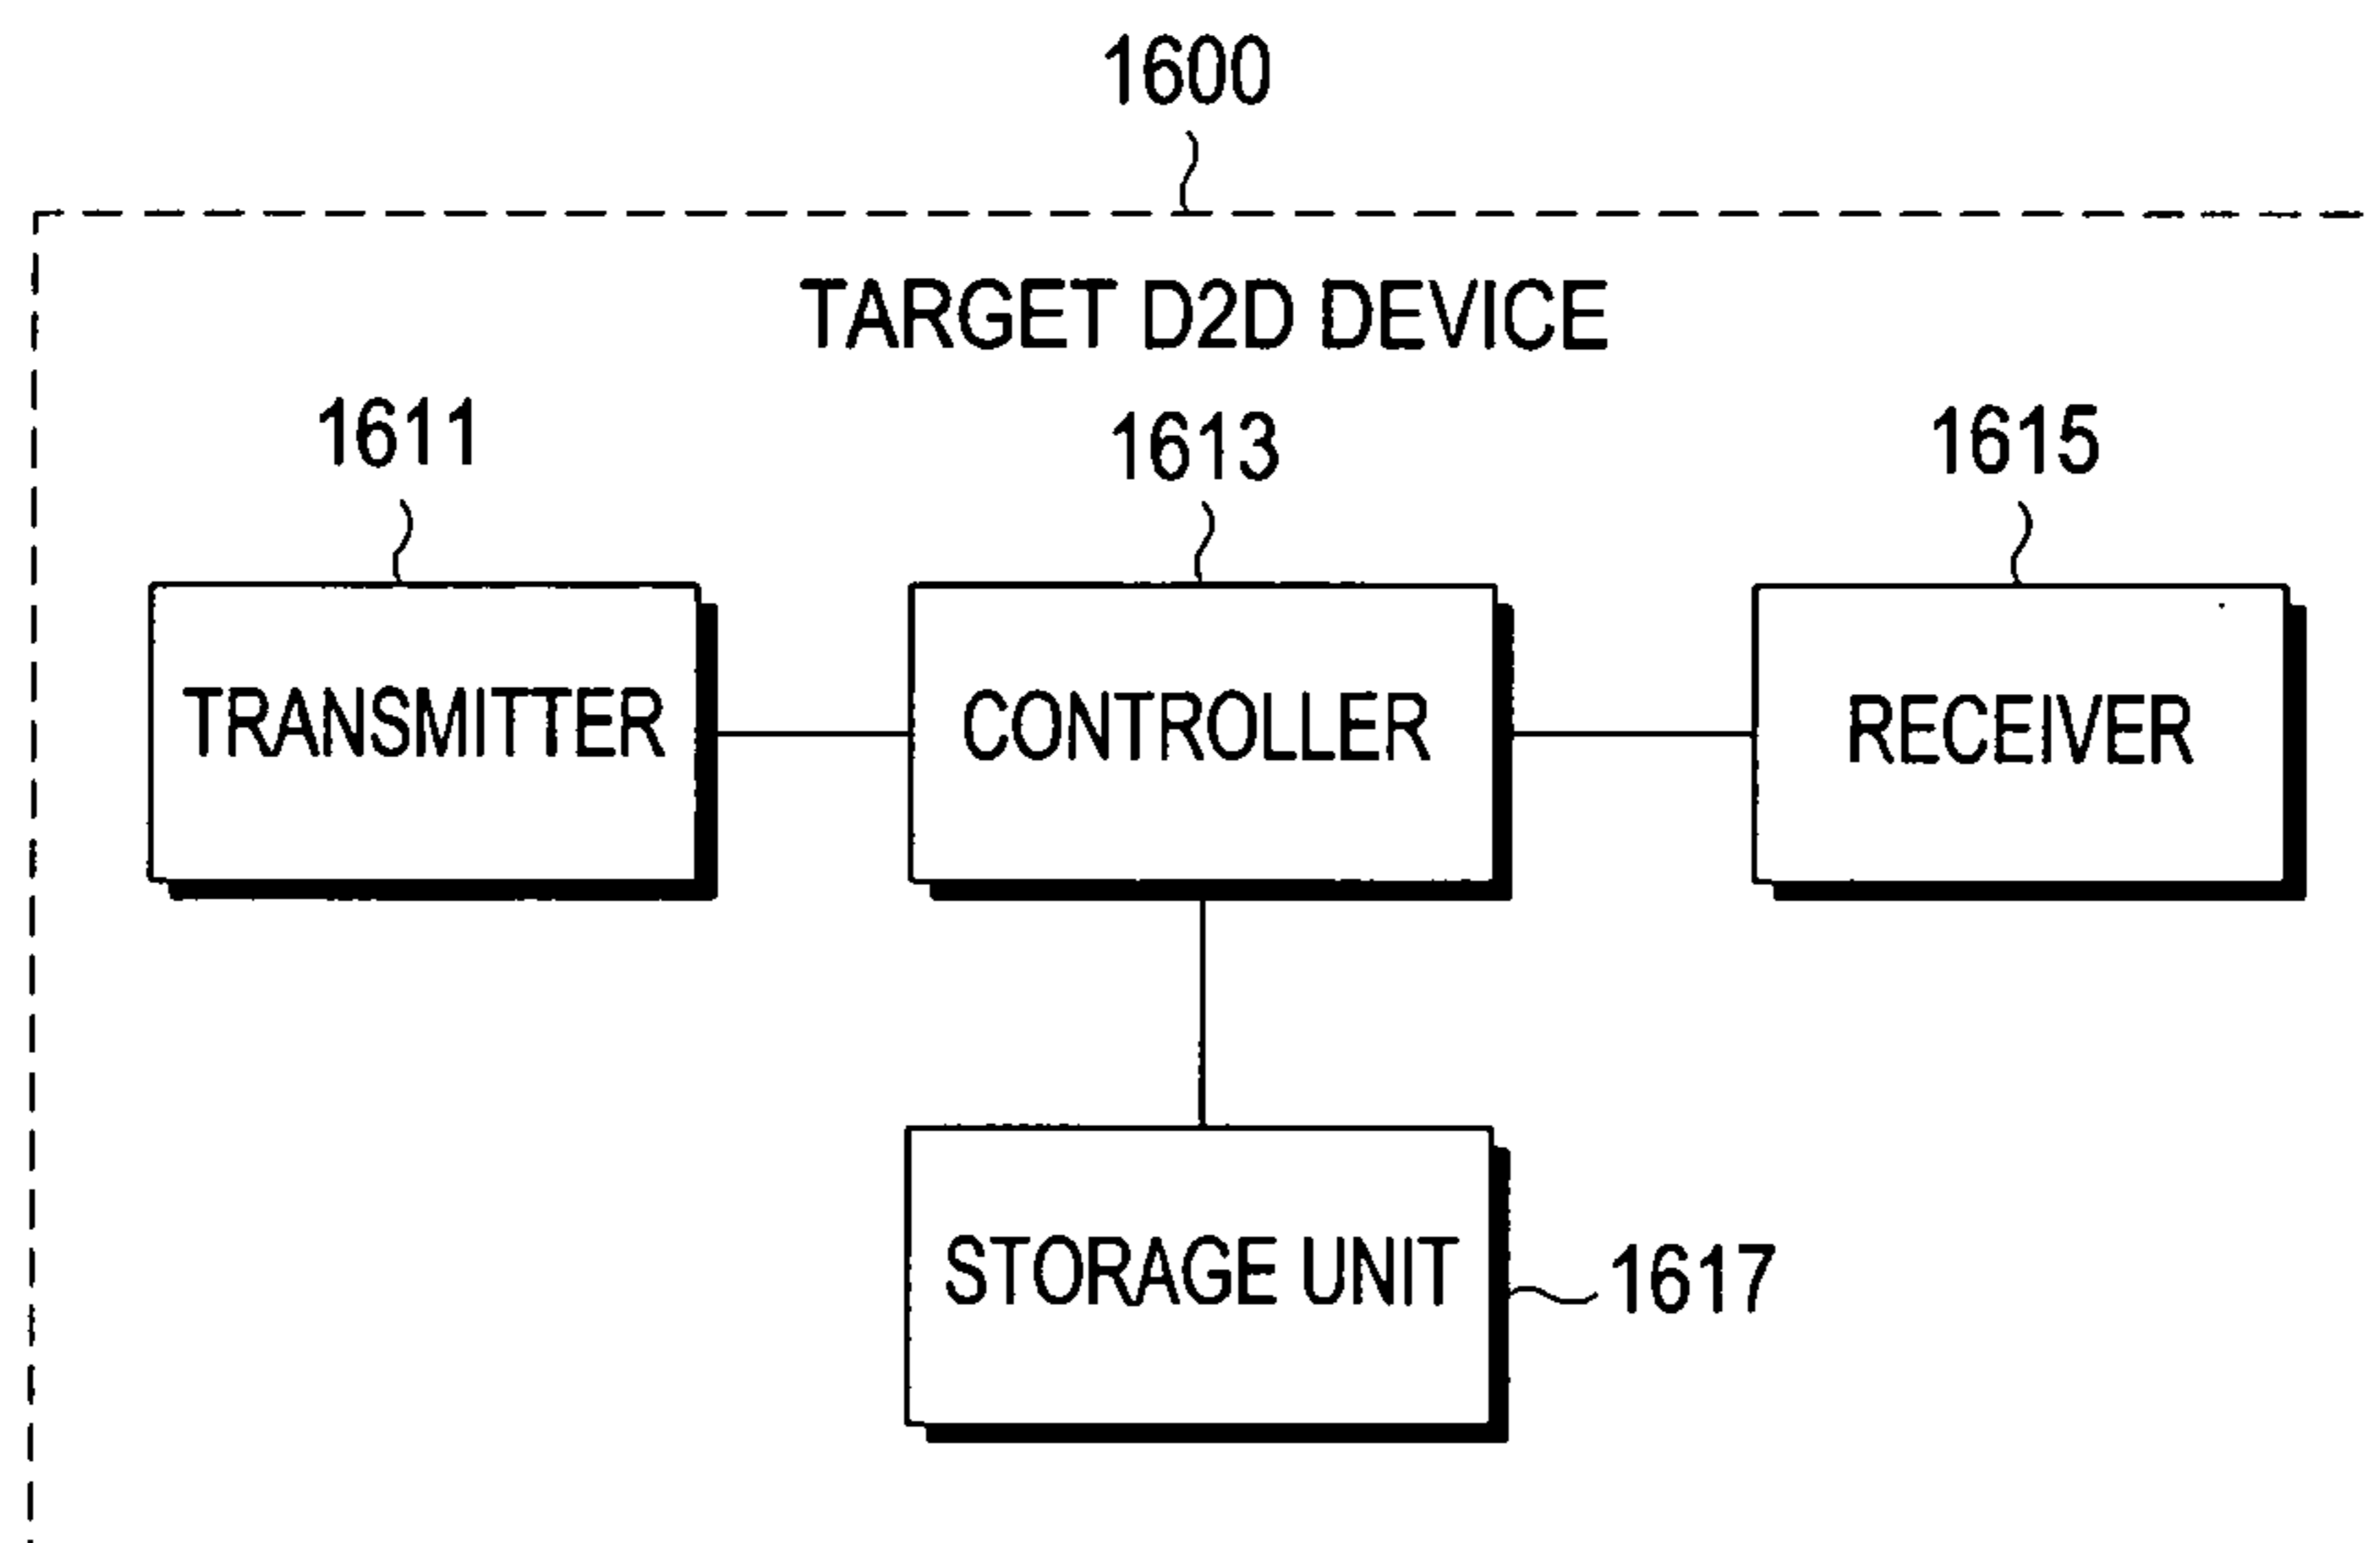 1600
TARGET D2D DEVICE
1611
1613
1615
TRANSMITTER
CONTROLLER
RECEIVER
STORAGE UNIT
1617